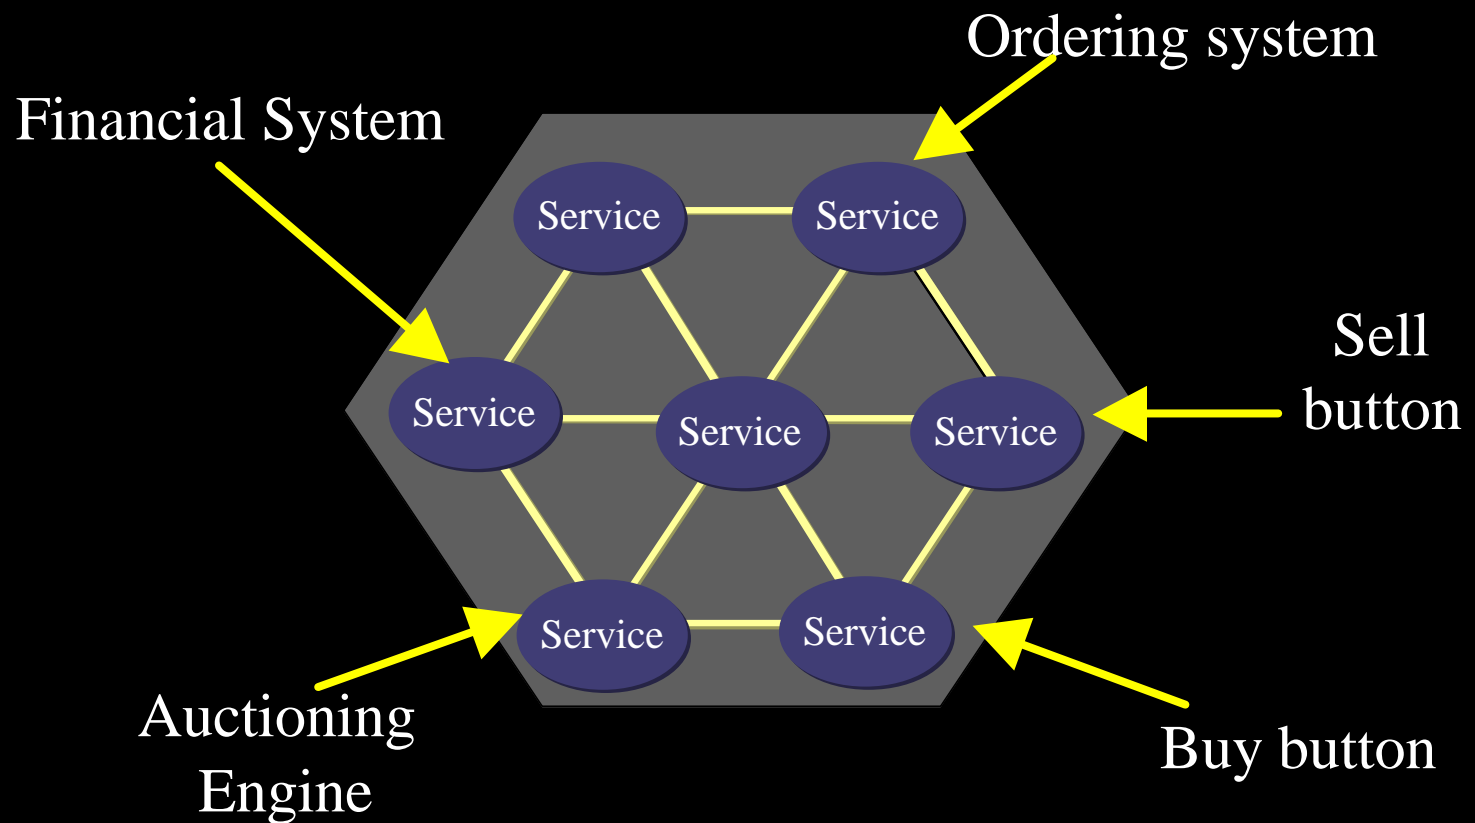 Ordering system
Financial System
Service
Service
Sell
button
Service
Service
Service
Service
Service
Auctioning
Engine
Buy button